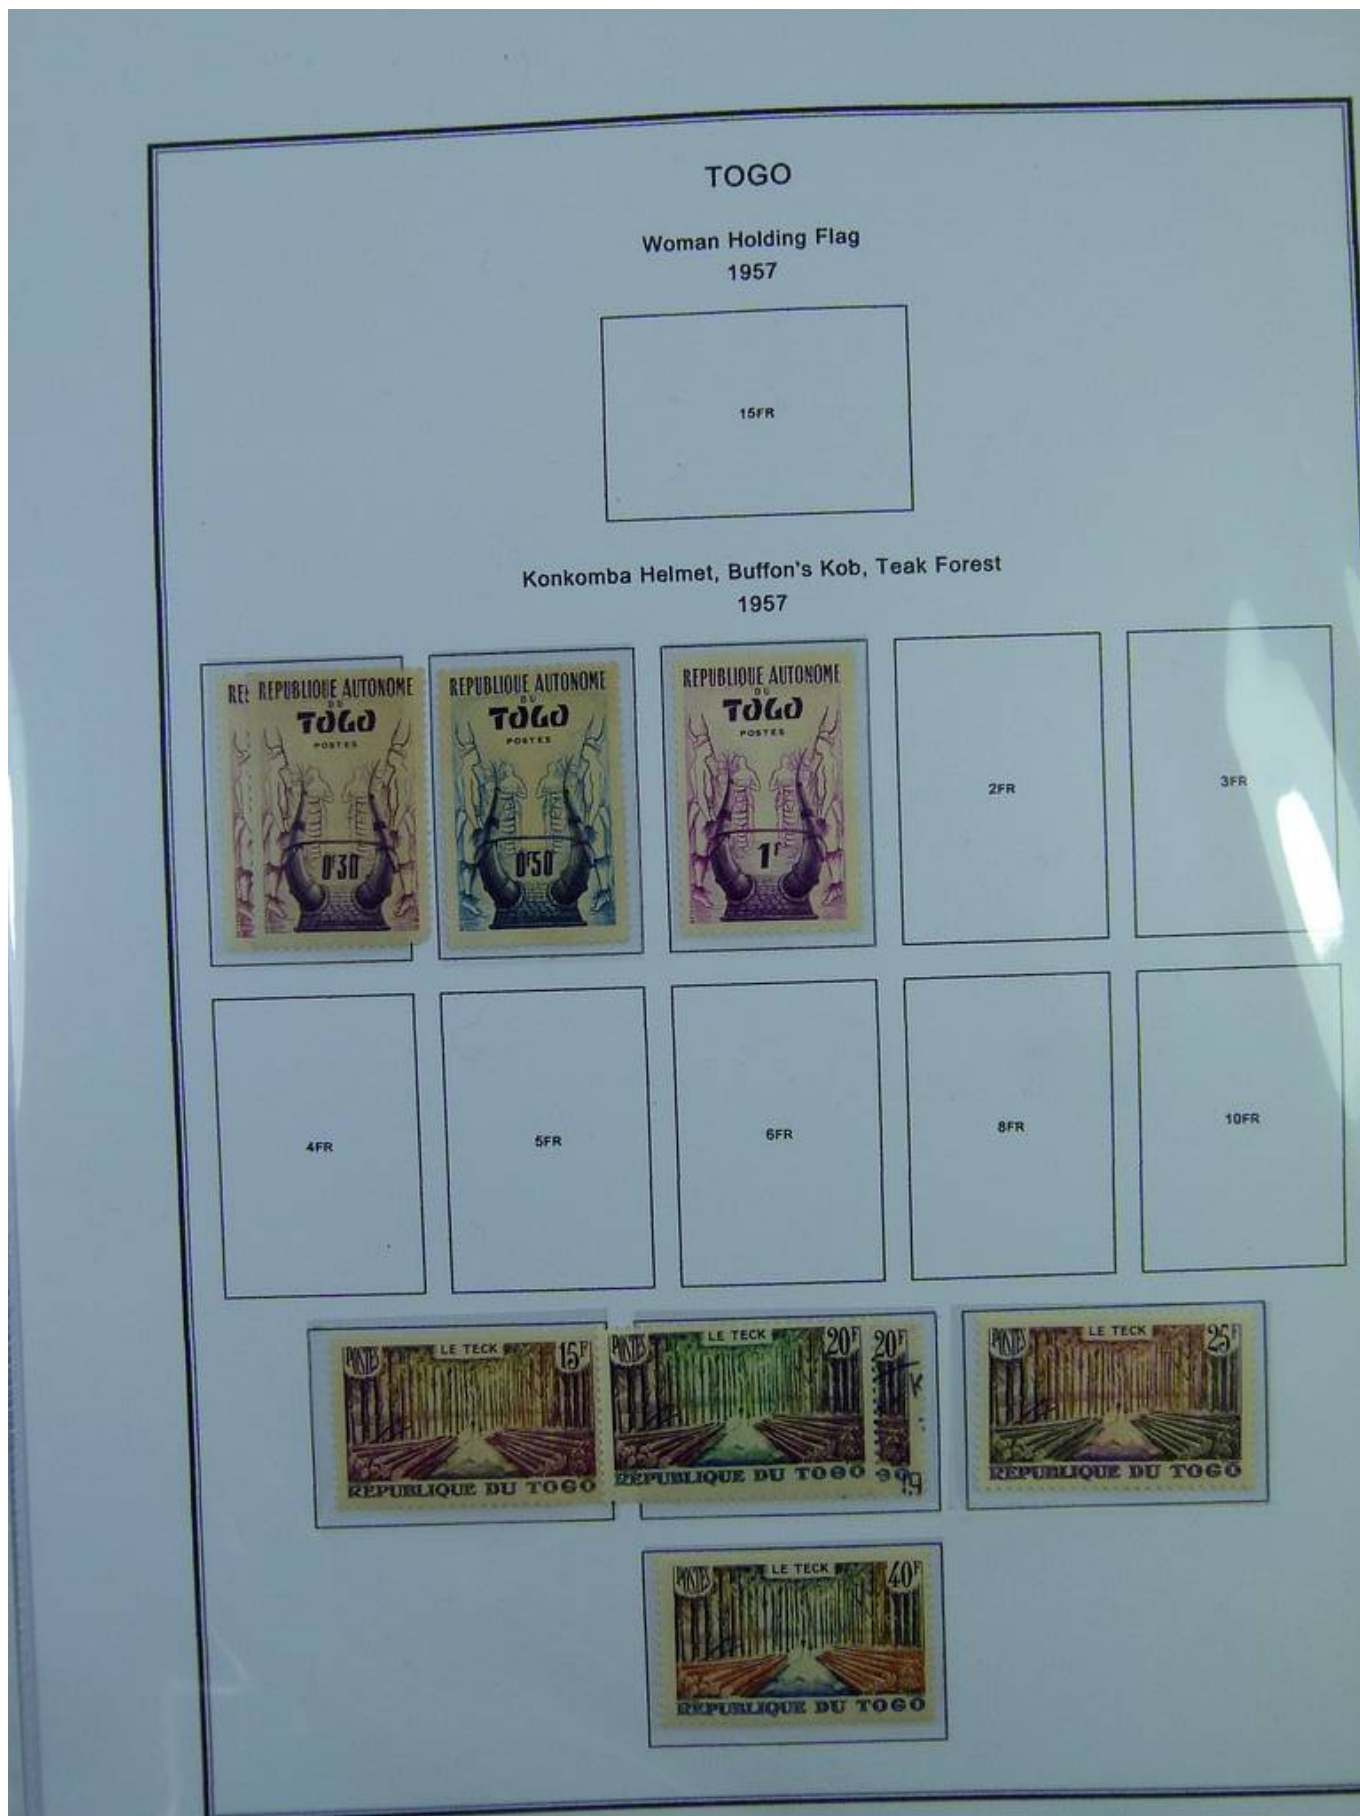 TOGO
Woman Holding Flag
1957
15FR
Konkomba Helmet, Buffon's Kob, Teak Forest
1957
REPUBLIQUE AUTONOME
DU
TOGO
POSTES
0F30
REPUBLIQUE AUTONOME
DU
TOGO
POSTES
0F50
REPUBLIQUE AUTONOME
DU
TOGO
POSTES
1F
2FR
3FR
4FR
5FR
6FR
8FR
10FR
POSTES LE TECK 15F
REPUBLIQUE DU TOGO
POSTES LE TECK 20F
REPUBLIQUE DU TOGO
20F
POSTES LE TECK 25F
REPUBLIQUE DU TOGO
POSTES LE TECK 40F
REPUBLIQUE DU TOGO